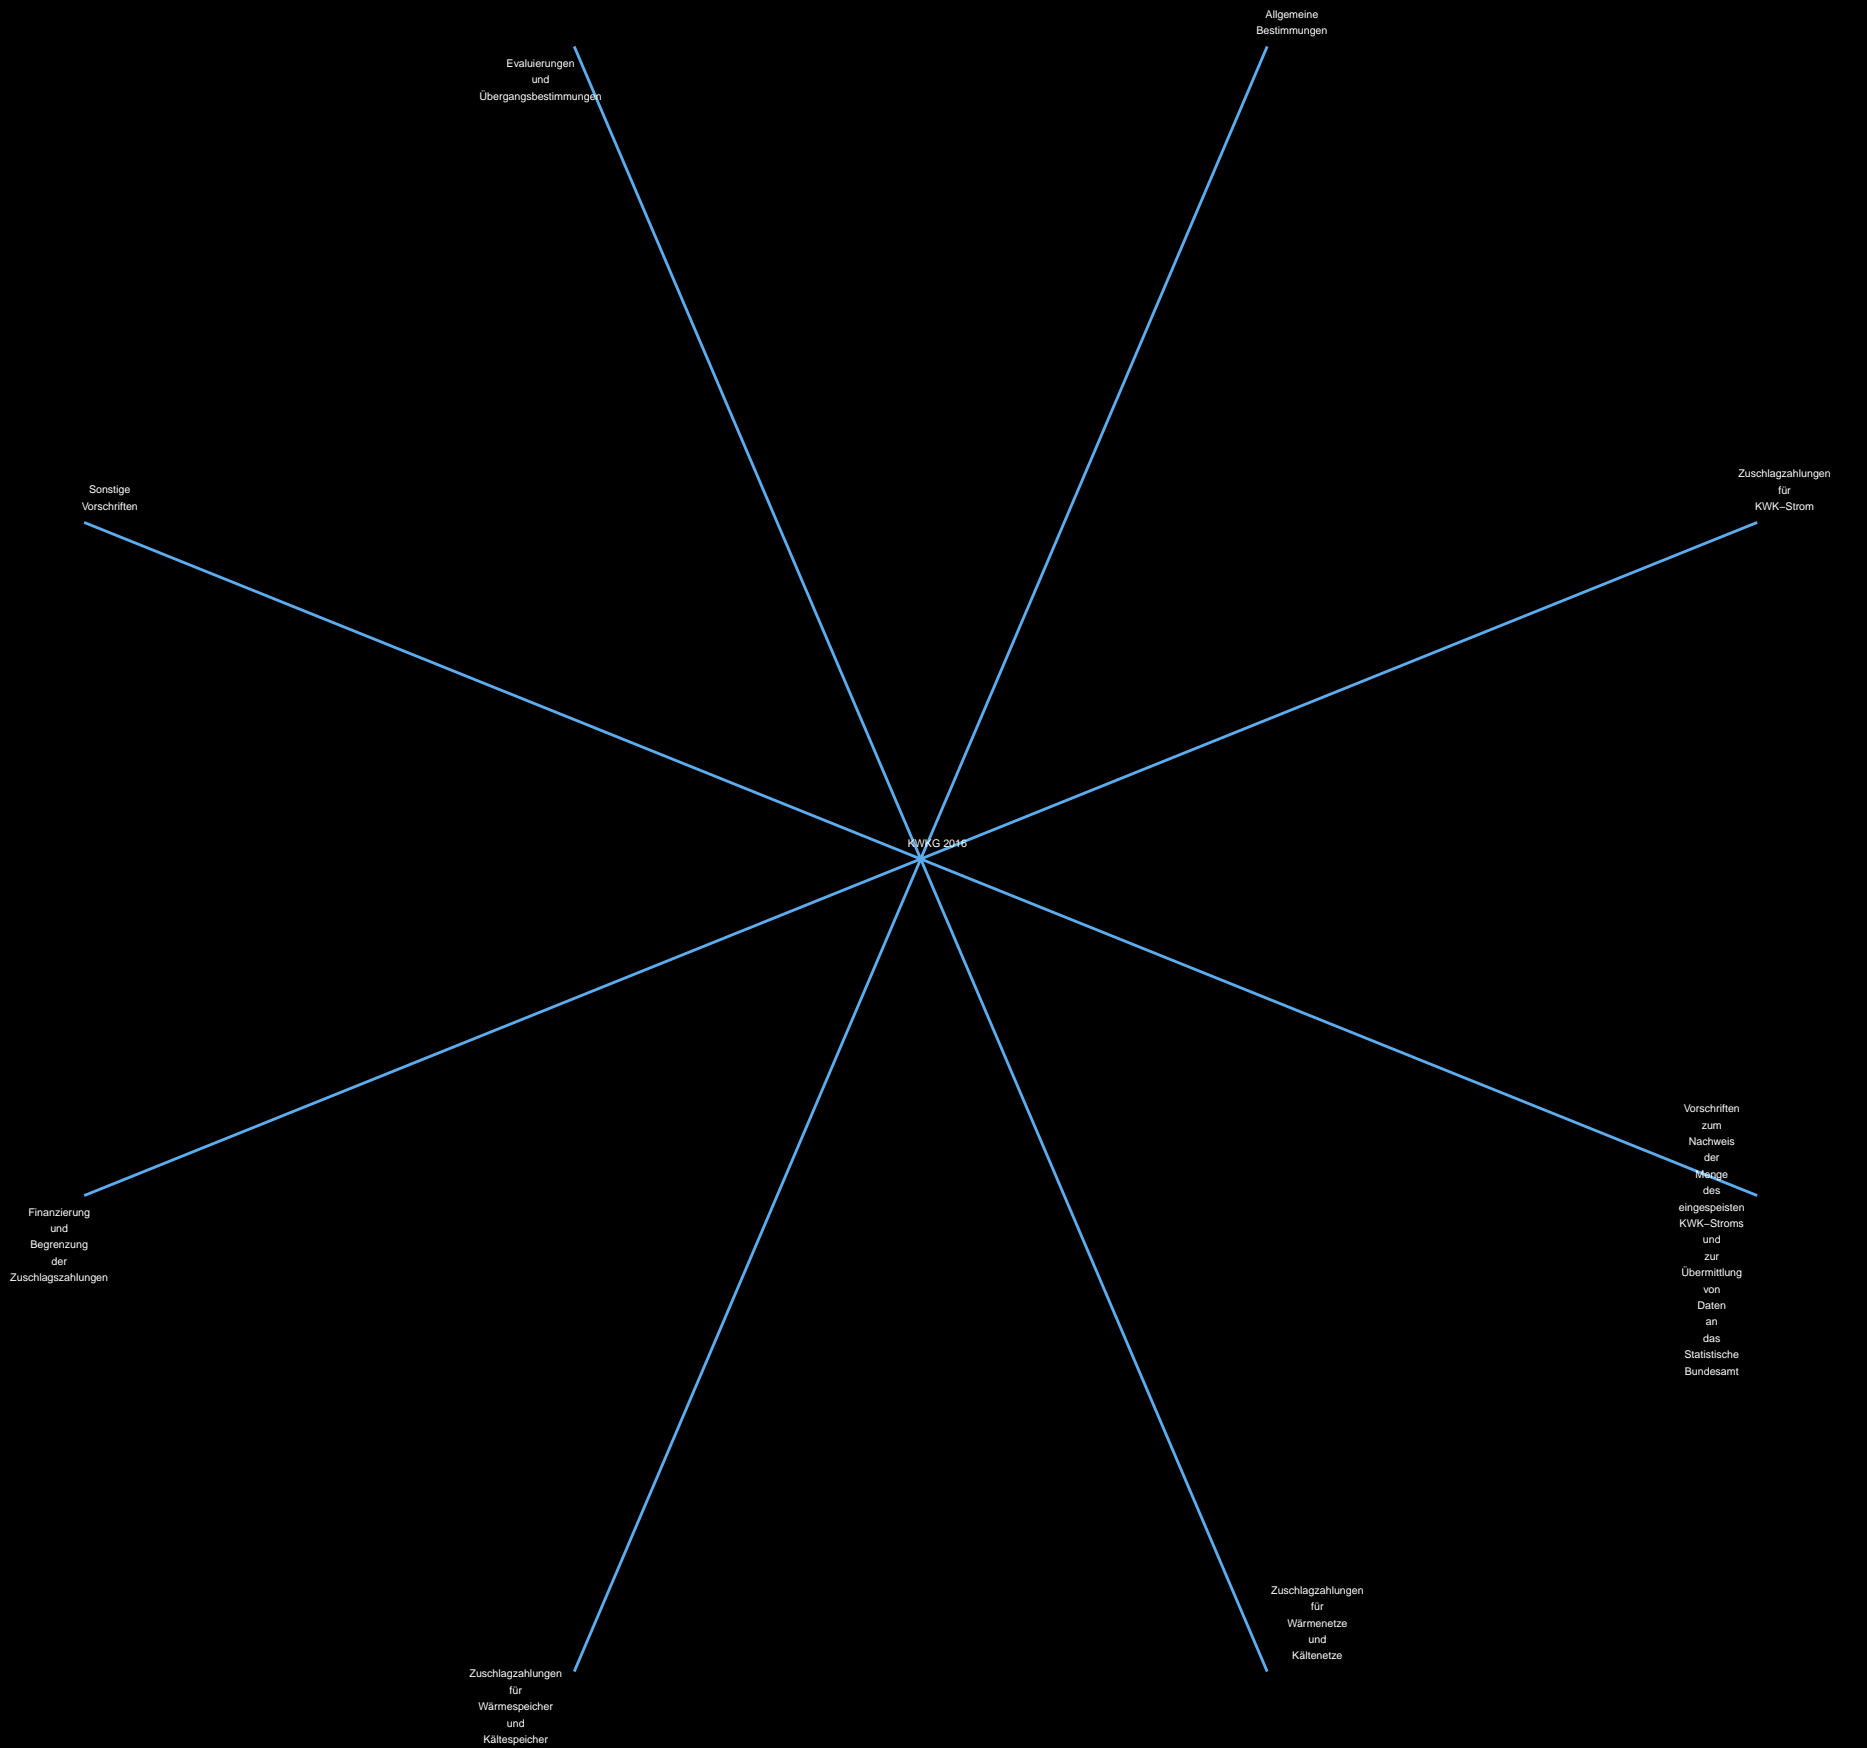 Allgemeine
Bestimmungen
Evaluierungen
und
Übergangsbestimmungen
Zuschlagzahlungen
für
KWK–Strom
Sonstige
Vorschriften
KWKG 2016
Vorschriften
zum
Nachweis
der
Menge
des
eingespeisten
KWK–Stroms
und
zur
Übermittlung
von
Daten
an
das
Statistische
Bundesamt
Finanzierung
und
Begrenzung
der
Zuschlagszahlungen
Zuschlagzahlungen
für
Wärmenetze
und
Kältenetze
Zuschlagzahlungen
für
Wärmespeicher
und
Kältespeicher